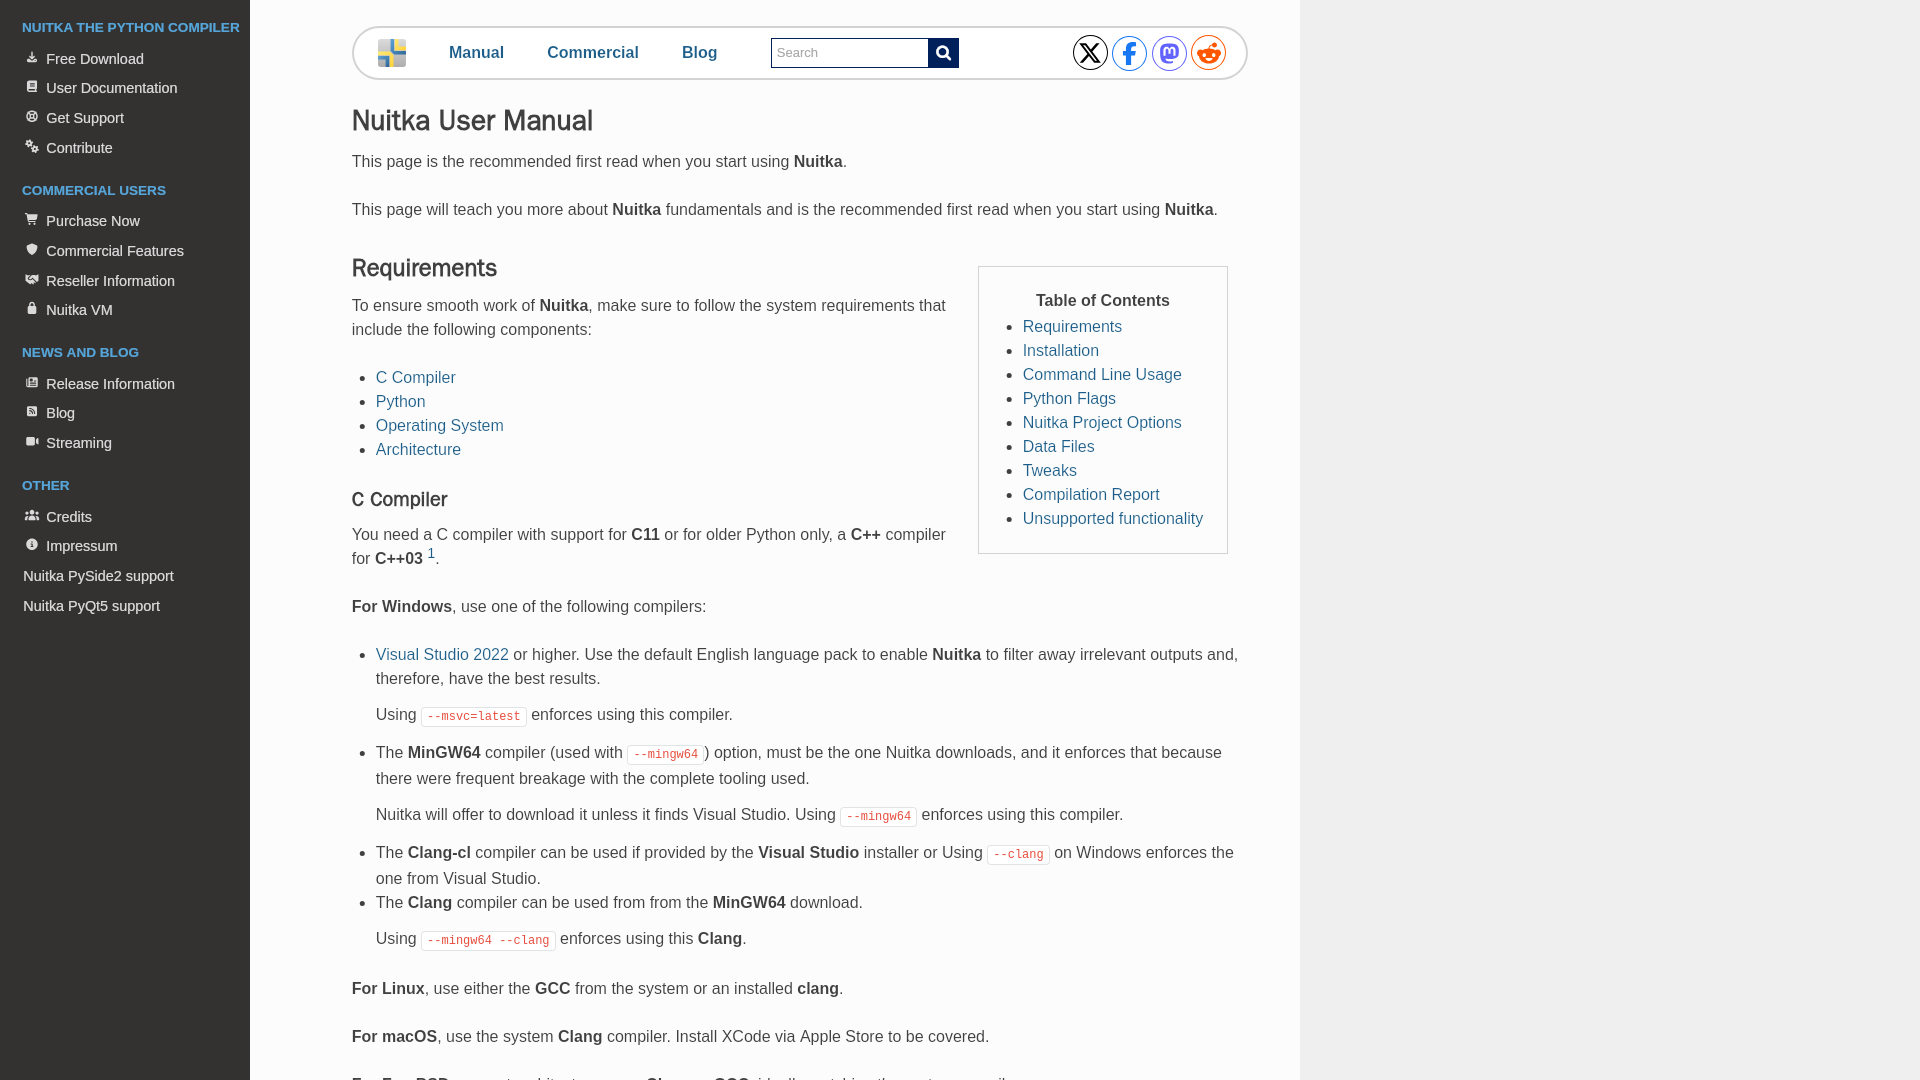 NUITKA THE PYTHON COMPILER
Free Download
User Documentation
Get Support
Contribute
COMMERCIAL USERS
Purchase Now
Commercial Features
Reseller Information
Nuitka VM
NEWS AND BLOG
Release Information
Blog
Streaming
OTHER
Credits
Impressum
Nuitka PySide2 support
Nuitka PyQt5 support
Manual Commercial Blog Search
Nuitka User Manual
This page is the recommended first read when you start using Nuitka.
This page will teach you more about Nuitka fundamentals and is the recommended first read when you start using Nuitka.
Requirements
To ensure smooth work of Nuitka, make sure to follow the system requirements that
include the following components:
• C Compiler
• Python
• Operating System
• Architecture
Table of Contents
• Requirements
• Installation
• Command Line Usage
• Python Flags
• Nuitka Project Options
• Data Files
• Tweaks
• Compilation Report
• Unsupported functionality
C Compiler
You need a C compiler with support for C11 or for older Python only, a C++ compiler
for C++03 1.
For Windows, use one of the following compilers:
• Visual Studio 2022 or higher. Use the default English language pack to enable Nuitka to filter away irrelevant outputs and,
therefore, have the best results.
Using --msvc=latest enforces using this compiler.
• The MinGW64 compiler (used with --mingw64) option, must be the one Nuitka downloads, and it enforces that because
there were frequent breakage with the complete tooling used.
Nuitka will offer to download it unless it finds Visual Studio. Using --mingw64 enforces using this compiler.
• The Clang-cl compiler can be used if provided by the Visual Studio installer or Using --clang on Windows enforces the
one from Visual Studio.
• The Clang compiler can be used from from the MinGW64 download.
Using --mingw64 --clang enforces using this Clang.
For Linux, use either the GCC from the system or an installed clang.
For macOS, use the system Clang compiler. Install XCode via Apple Store to be covered.